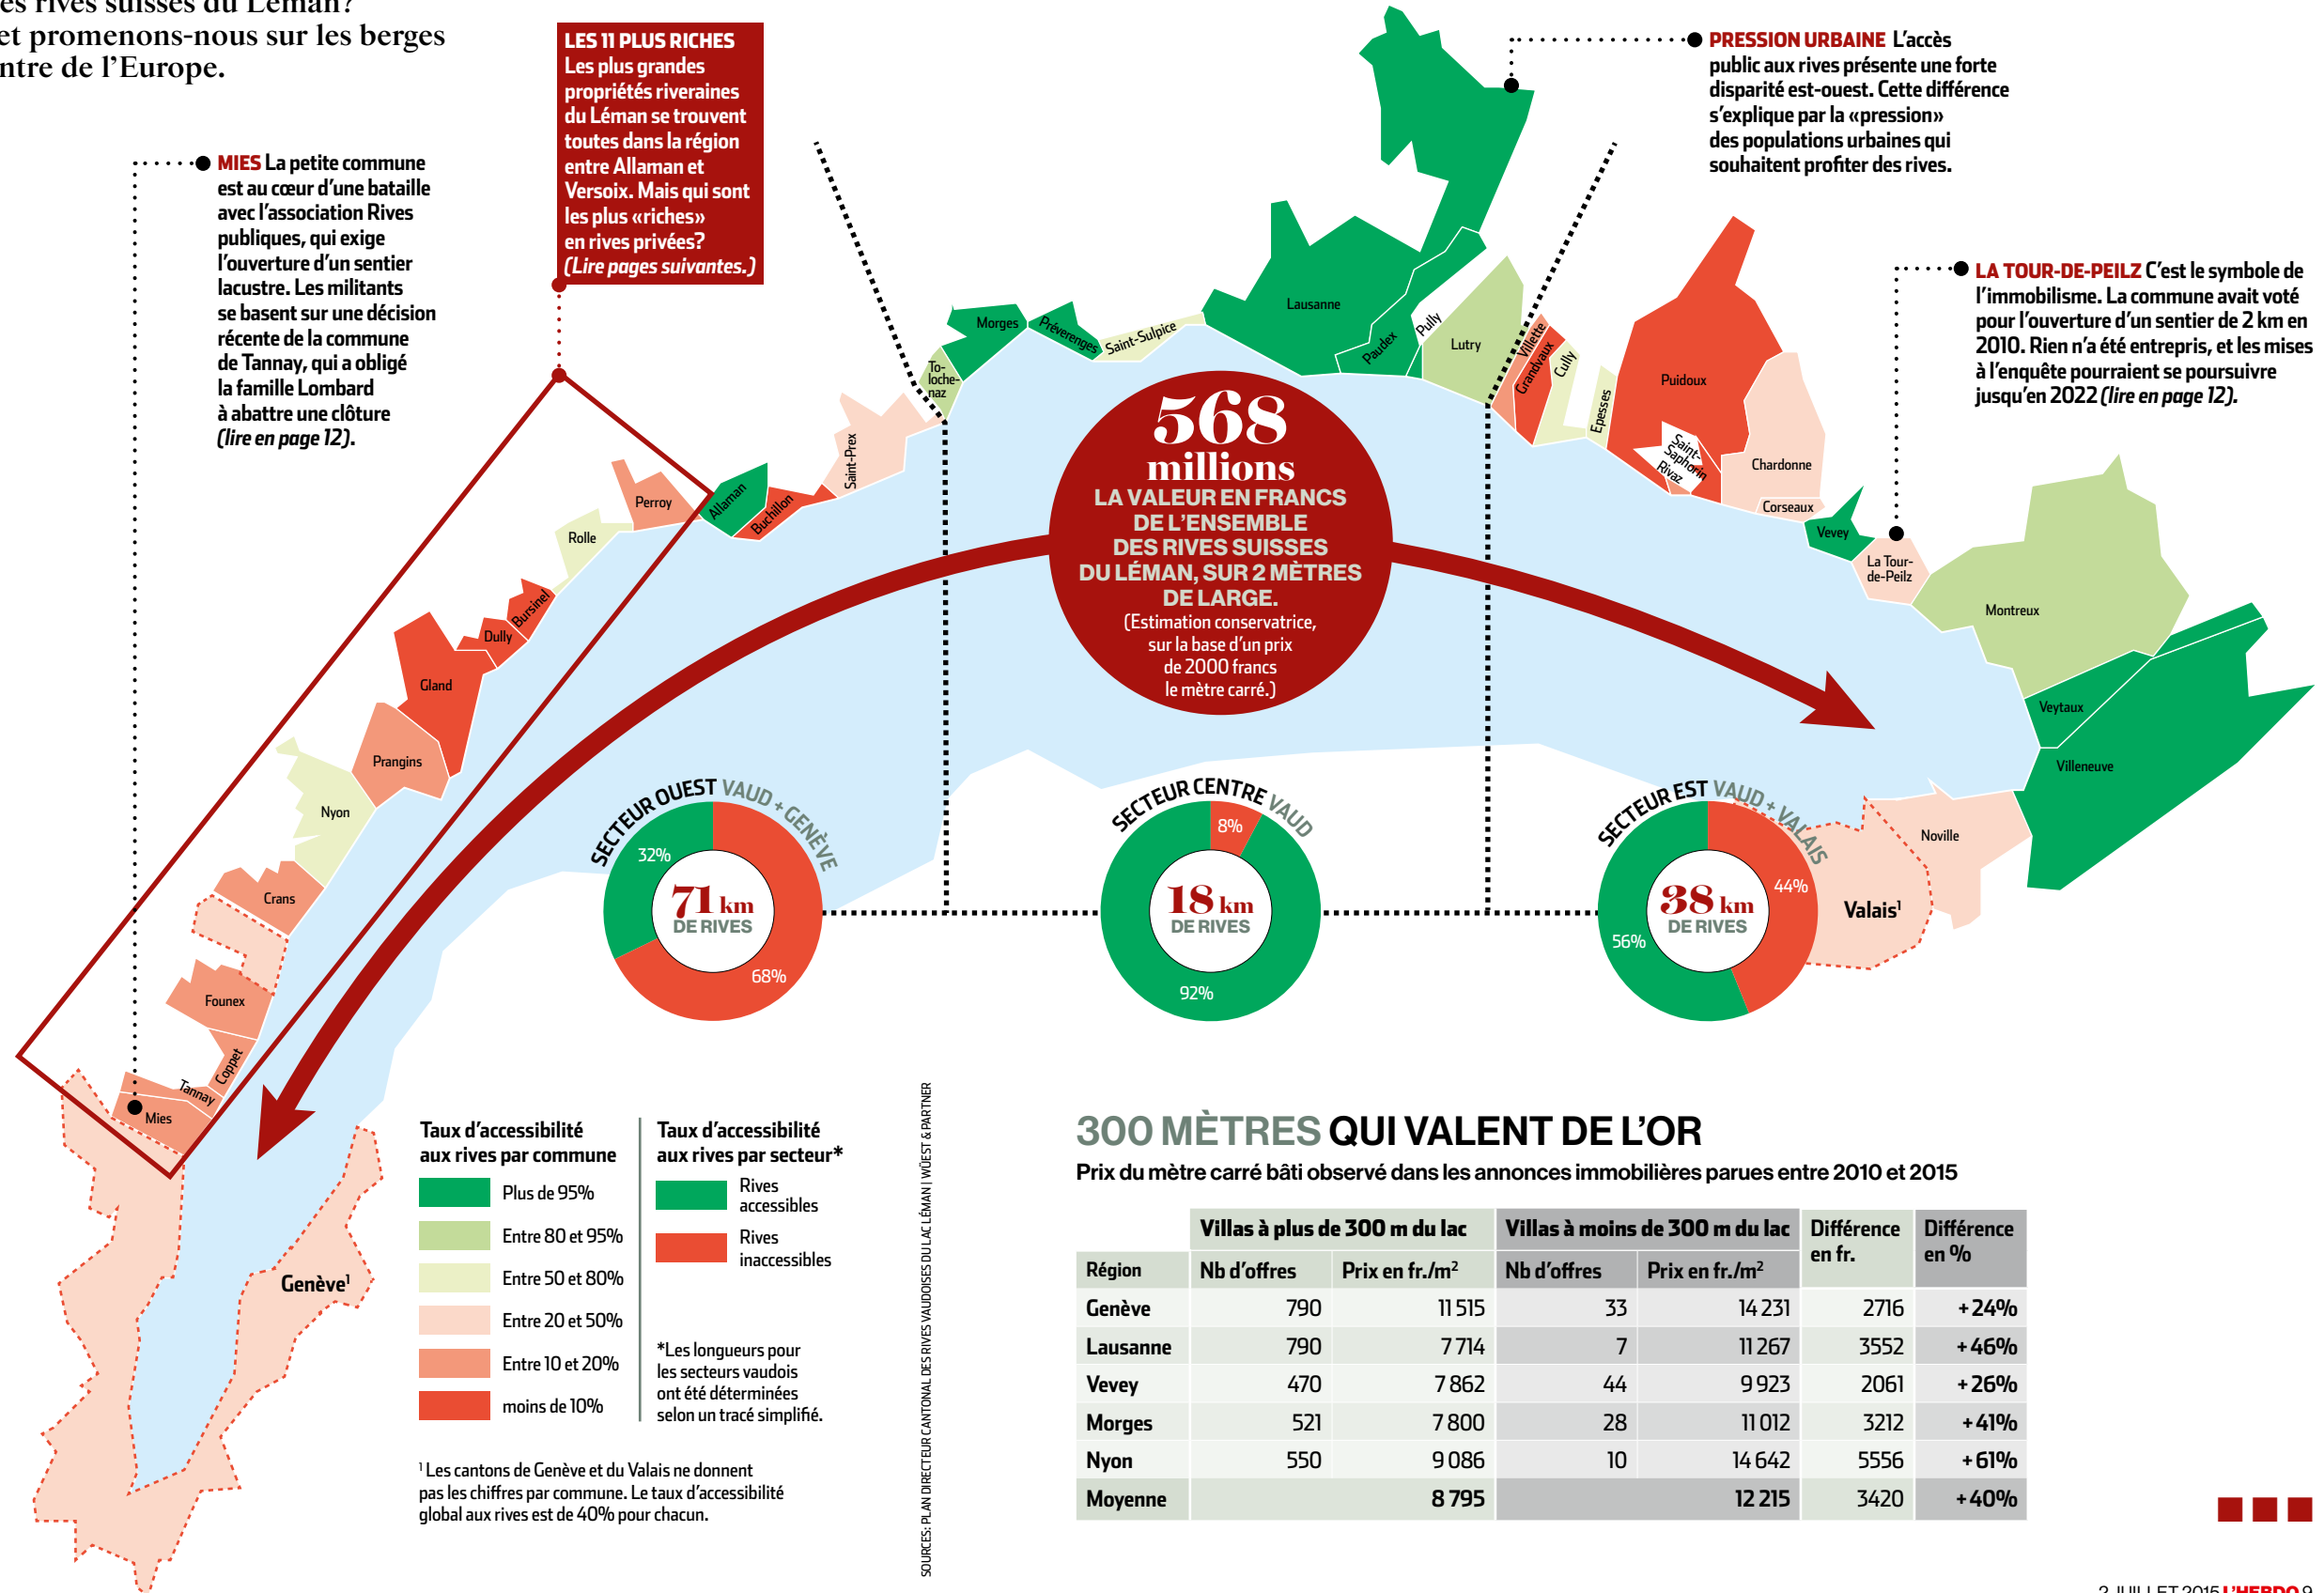 es rives suisses du Léman?
et promenons-nous sur les berges
ntre de l'Europe.
MIES La petite commune
est au cœur d'une bataille
avec l'association Rives
publiques, qui exige
l'ouverture d'un sentier
lacustre. Les militants
se basent sur une décision
récente de la commune
de Tannay, qui a obligé
la famille Lombard
à abattre une clôture
(lire en page 12).
LES 11 PLUS RICHES
Les plus grandes
propriétés riveraines
du Léman se trouvent
toutes dans la région
entre Allaman et
Versoix. Mais qui sont
les plus «riches»
en rives privées?
(Lire pages suivantes.)
PRESSION URBAINE L'accès
public aux rives présente une forte
disparité est-ouest. Cette différence
s'explique par la «pression»
des populations urbaines qui
souhaitent profiter des rives.
LA TOUR-DE-PEILZ C'est le symbole de
l'immobilisme. La commune avait voté
pour l'ouverture d'un sentier de 2 km en
2010. Rien n'a été entrepris, et les mises
à l'enquête pourraient se poursuivre
jusqu'en 2022 (lire en page 12).
Mies
Tannay
Coppet
Founex
Crans
Nyon
Prangins
Gland
Dully
Bursinel
Rolle
Perroy
Allaman
Buchillon
Saint-Prex
To-
loche-
naz
Morges
Préverenges
Saint-Sulpice
Lausanne
Paudex
Pully
Lutry
Villette
Grandvaux
Cully
Epesses
Puidoux
Saint-
Saphorin
Rivaz
Chardonne
Corseaux
Vevey
La Tour-
de-Peilz
Montreux
Veytaux
Villeneuve
Noville
Valais¹
Genève¹
568
millions
LA VALEUR EN FRANCS
DE L'ENSEMBLE
DES RIVES SUISSES
DU LÉMAN, SUR 2 MÈTRES
DE LARGE.
(Estimation conservatrice,
sur la base d'un prix
de 2000 francs
le mètre carré.)
SECTEUR OUEST VAUD + GENÈVE
32%
71 km
DE RIVES
68%
SECTEUR CENTRE VAUD
8%
18 km
DE RIVES
92%
SECTEUR EST VAUD + VALAIS
44%
38 km
DE RIVES
56%
Taux d'accessibilité
aux rives par commune
Plus de 95%
Entre 80 et 95%
Entre 50 et 80%
Entre 20 et 50%
Entre 10 et 20%
moins de 10%
Taux d'accessibilité
aux rives par secteur*
Rives
accessibles
Rives
inaccessibles
*Les longueurs pour
les secteurs vaudois
ont été déterminées
selon un tracé simplifié.
¹ Les cantons de Genève et du Valais ne donnent
pas les chiffres par commune. Le taux d'accessibilité
global aux rives est de 40% pour chacun.
SOURCES: PLAN DIRECTEUR CANTONAL DES RIVES VAUDOISES DU LAC LÉMAN | WÜEST & PARTNER
300 MÈTRES QUI VALENT DE L'OR
Prix du mètre carré bâti observé dans les annonces immobilières parues entre 2010 et 2015
Villas à plus de 300 m du lac Villas à moins de 300 m du lac Différence en fr. Différence en %
Région Nb d'offres Prix en fr./m² Nb d'offres Prix en fr./m²
Genève 790 11 515 33 14 231 2716 +24%
Lausanne 790 7 714 7 11 267 3552 +46%
Vevey 470 7 862 44 9 923 2061 +26%
Morges 521 7 800 28 11 012 3212 +41%
Nyon 550 9 086 10 14 642 5556 +61%
Moyenne 8 795 12 215 3420 +40%
2 JUILLET 2015 L'HEBDO 9